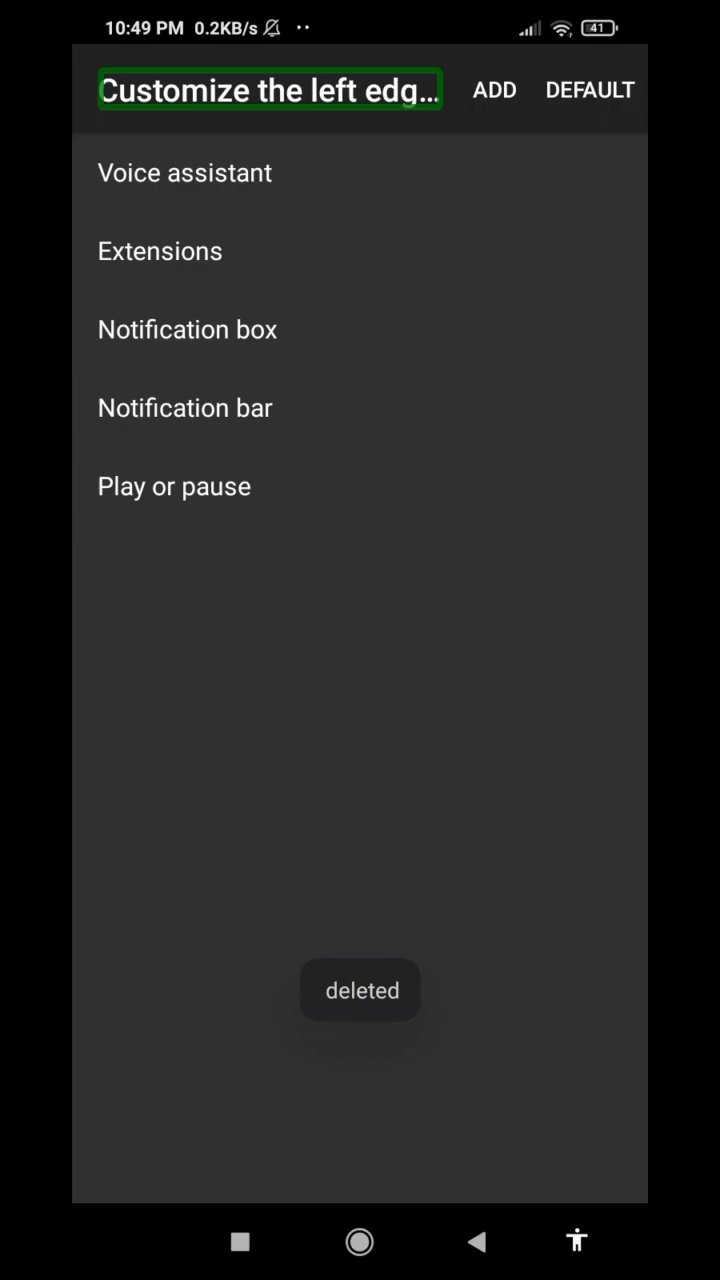 10:49 PM 0.2KB/s
41
Customize the left edg...
ADD
DEFAULT
Voice assistant
Extensions
Notification box
Notification bar
Play or pause
deleted